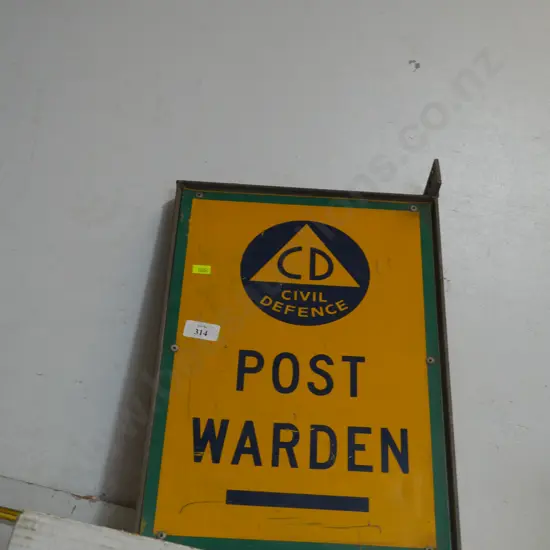 CD
CIVIL
DEFENCE
314
POST
WARDEN